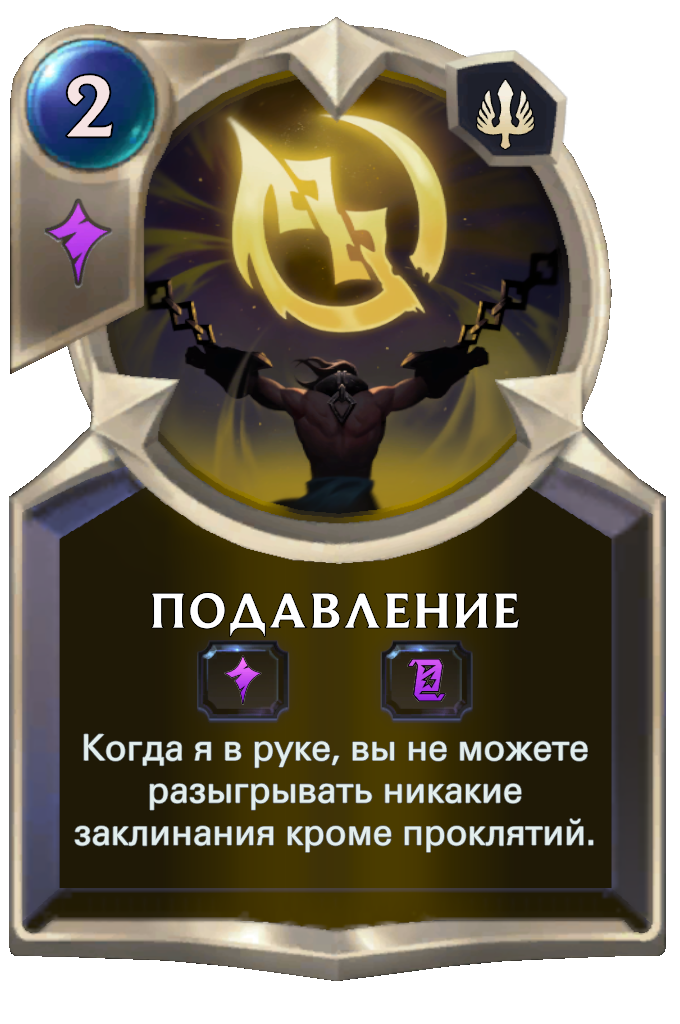 2
ПОДАВЛЕНИЕ
Когда я в руке, вы не можете
разыгрывать никакие
заклинания кроме проклятий.